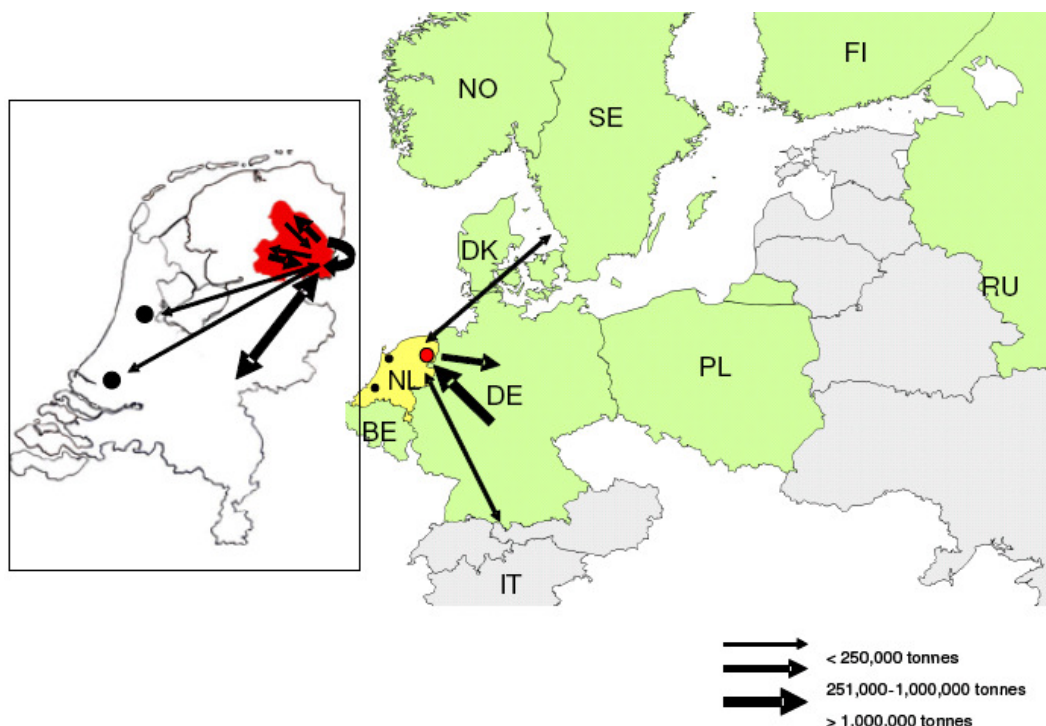 FI
NO
SE
DK
RU
PL
NL
DE
BE
IT
< 250,000 tonnes
251,000-1,000,000 tonnes
> 1,000,000 tonnes